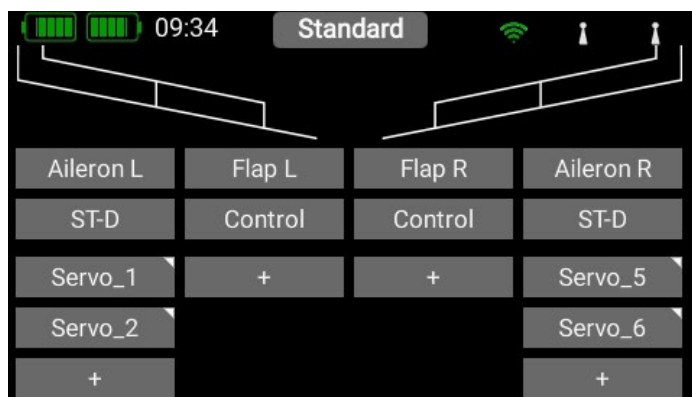 09:34 Standard
Aileron L Flap L Flap R Aileron R
ST-D Control Control ST-D
Servo_1 + + Servo_5
Servo_2 Servo_6
+ +